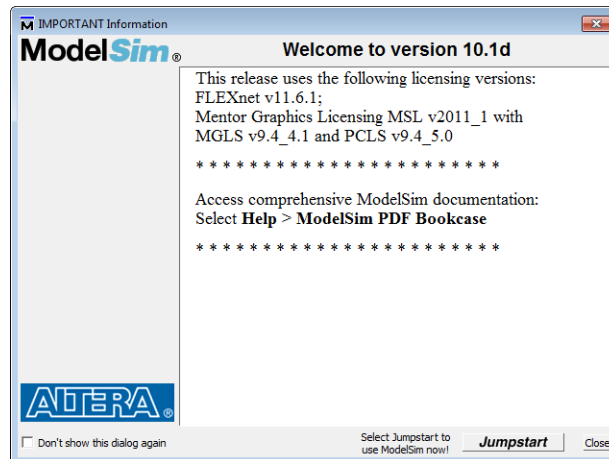 IMPORTANT Information
ModelSim®
Welcome to version 10.1d
This release uses the following licensing versions:
FLEXnet v11.6.1;
Mentor Graphics Licensing MSL v2011_1 with
MGLS v9.4_4.1 and PCLS v9.4_5.0
* * * * * * * * * * * * * * * * * * * * * * *
Access comprehensive ModelSim documentation:
Select Help > ModelSim PDF Bookcase
* * * * * * * * * * * * * * * * * * * * * * *
ALTERA®
Don't show this dialog again
Select Jumpstart to
use ModelSim now!
Jumpstart
Close